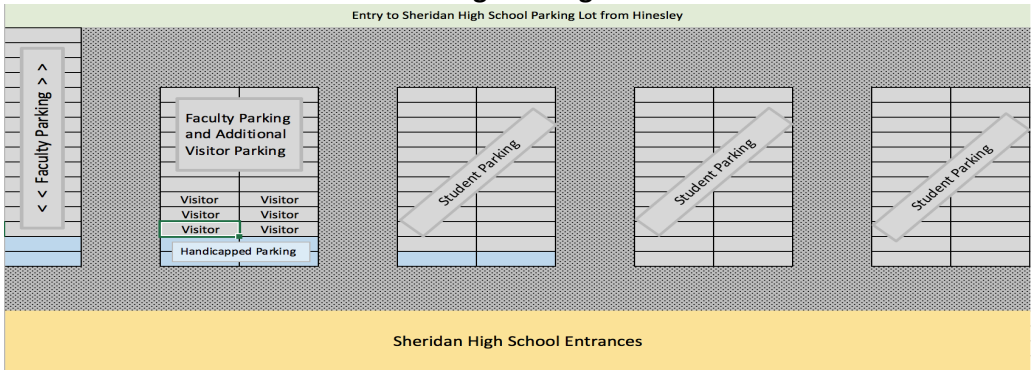 Entry to Sheridan High School Parking Lot from Hinesley
< < Faculty Parking > >
Faculty Parking
and Additional
Visitor Parking
Visitor Visitor
Visitor Visitor
Visitor Visitor
Handicapped Parking
Student Parking
Student Parking
Student Parking
Sheridan High School Entrances